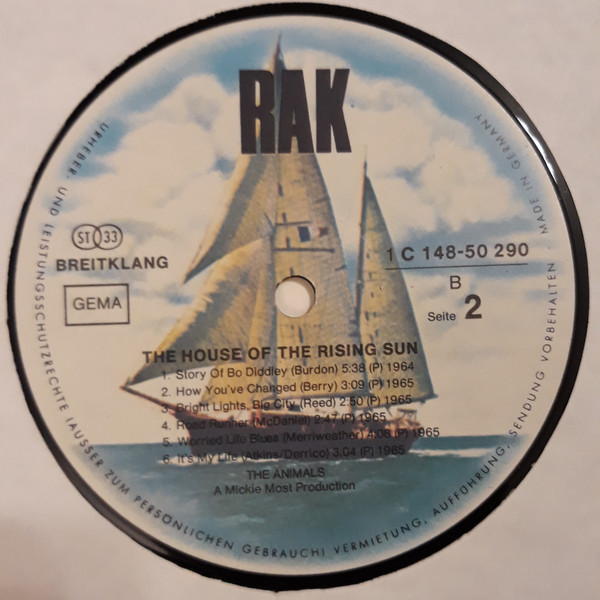 RAK
ST 33
BREITKLANG
GEMA
1 C 148-50 290
B
Seite 2
THE HOUSE OF THE RISING SUN
1. Story Of Bo Diddley (Burdon) 5:38 (P) 1964
2. How You've Changed (Berry) 3:09 (P) 1965
3. Bright Lights, Big City (Reed) 2:50 (P) 1965
4. Road Runner (McDaniel) 2:47 (P) 1965
5. Worried Life Blues (Merriweather) 4:08 (P) 1965
6. It's My Life (Atkins/Derrico) 3.04 (P) 1965
THE ANIMALS
A Mickie Most Production
URHEBER- UND LEISTUNGSSCHUTZRECHTE (AUSSER ZUM PERSÖNLICHEN GEBRAUCH) VERMIETUNG, AUFFÜHRUNG, SENDUNG VORBEHALTEN · MADE IN GERMANY